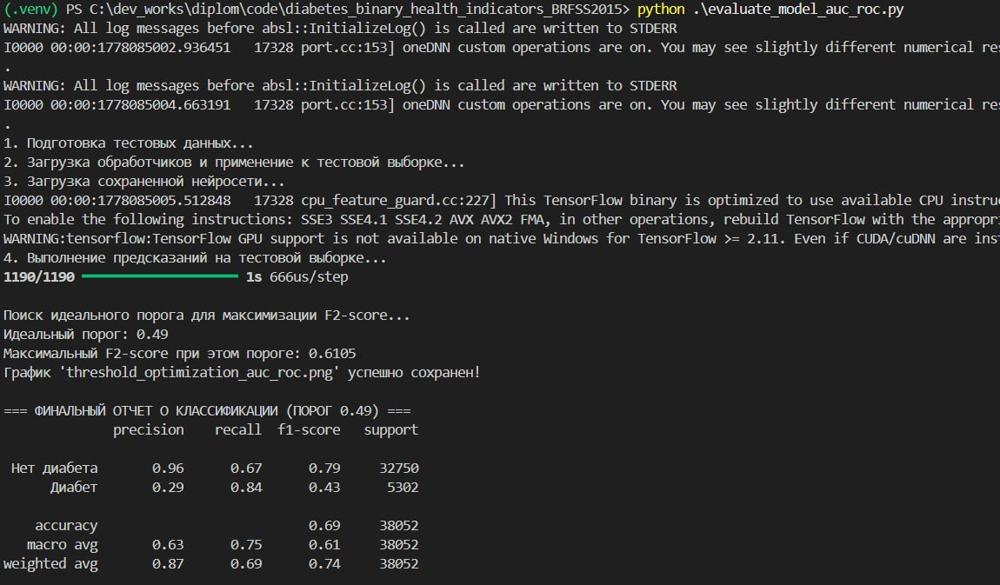 (.venv) PS C:\dev_works\diplom\code\diabetes_binary_health_indicators_BRFSS2015> python .\evaluate_model_auc_roc.py
WARNING: All log messages before absl::InitializeLog() is called are written to STDERR
I0000 00:00:1778085002.936451   17328 port.cc:153] oneDNN custom operations are on. You may see slightly different numerical res
.
WARNING: All log messages before absl::InitializeLog() is called are written to STDERR
I0000 00:00:1778085004.663191   17328 port.cc:153] oneDNN custom operations are on. You may see slightly different numerical res
.
1. Подготовка тестовых данных...
2. Загрузка обработчиков и применение к тестовой выборке...
3. Загрузка сохраненной нейросети...
I0000 00:00:1778085005.512848   17328 cpu_feature_guard.cc:227] This TensorFlow binary is optimized to use available CPU instruc
To enable the following instructions: SSE3 SSE4.1 SSE4.2 AVX AVX2 FMA, in other operations, rebuild TensorFlow with the appropri
WARNING:tensorflow:TensorFlow GPU support is not available on native Windows for TensorFlow >= 2.11. Even if CUDA/cuDNN are inst
4. Выполнение предсказаний на тестовой выборке...
1190/1190 1s 666us/step
Поиск идеального порога для максимизации F2-score...
Идеальный порог: 0.49
Максимальный F2-score при этом пороге: 0.6105
График 'threshold_optimization_auc_roc.png' успешно сохранен!
=== ФИНАЛЬНЫЙ ОТЧЕТ О КЛАССИФИКАЦИИ (ПОРОГ 0.49) ===
precision    recall  f1-score   support
Нет диабета       0.96      0.67      0.79     32750
Диабет       0.29      0.84      0.43      5302
accuracy                           0.69     38052
macro avg       0.63      0.75      0.61     38052
weighted avg       0.87      0.69      0.74     38052